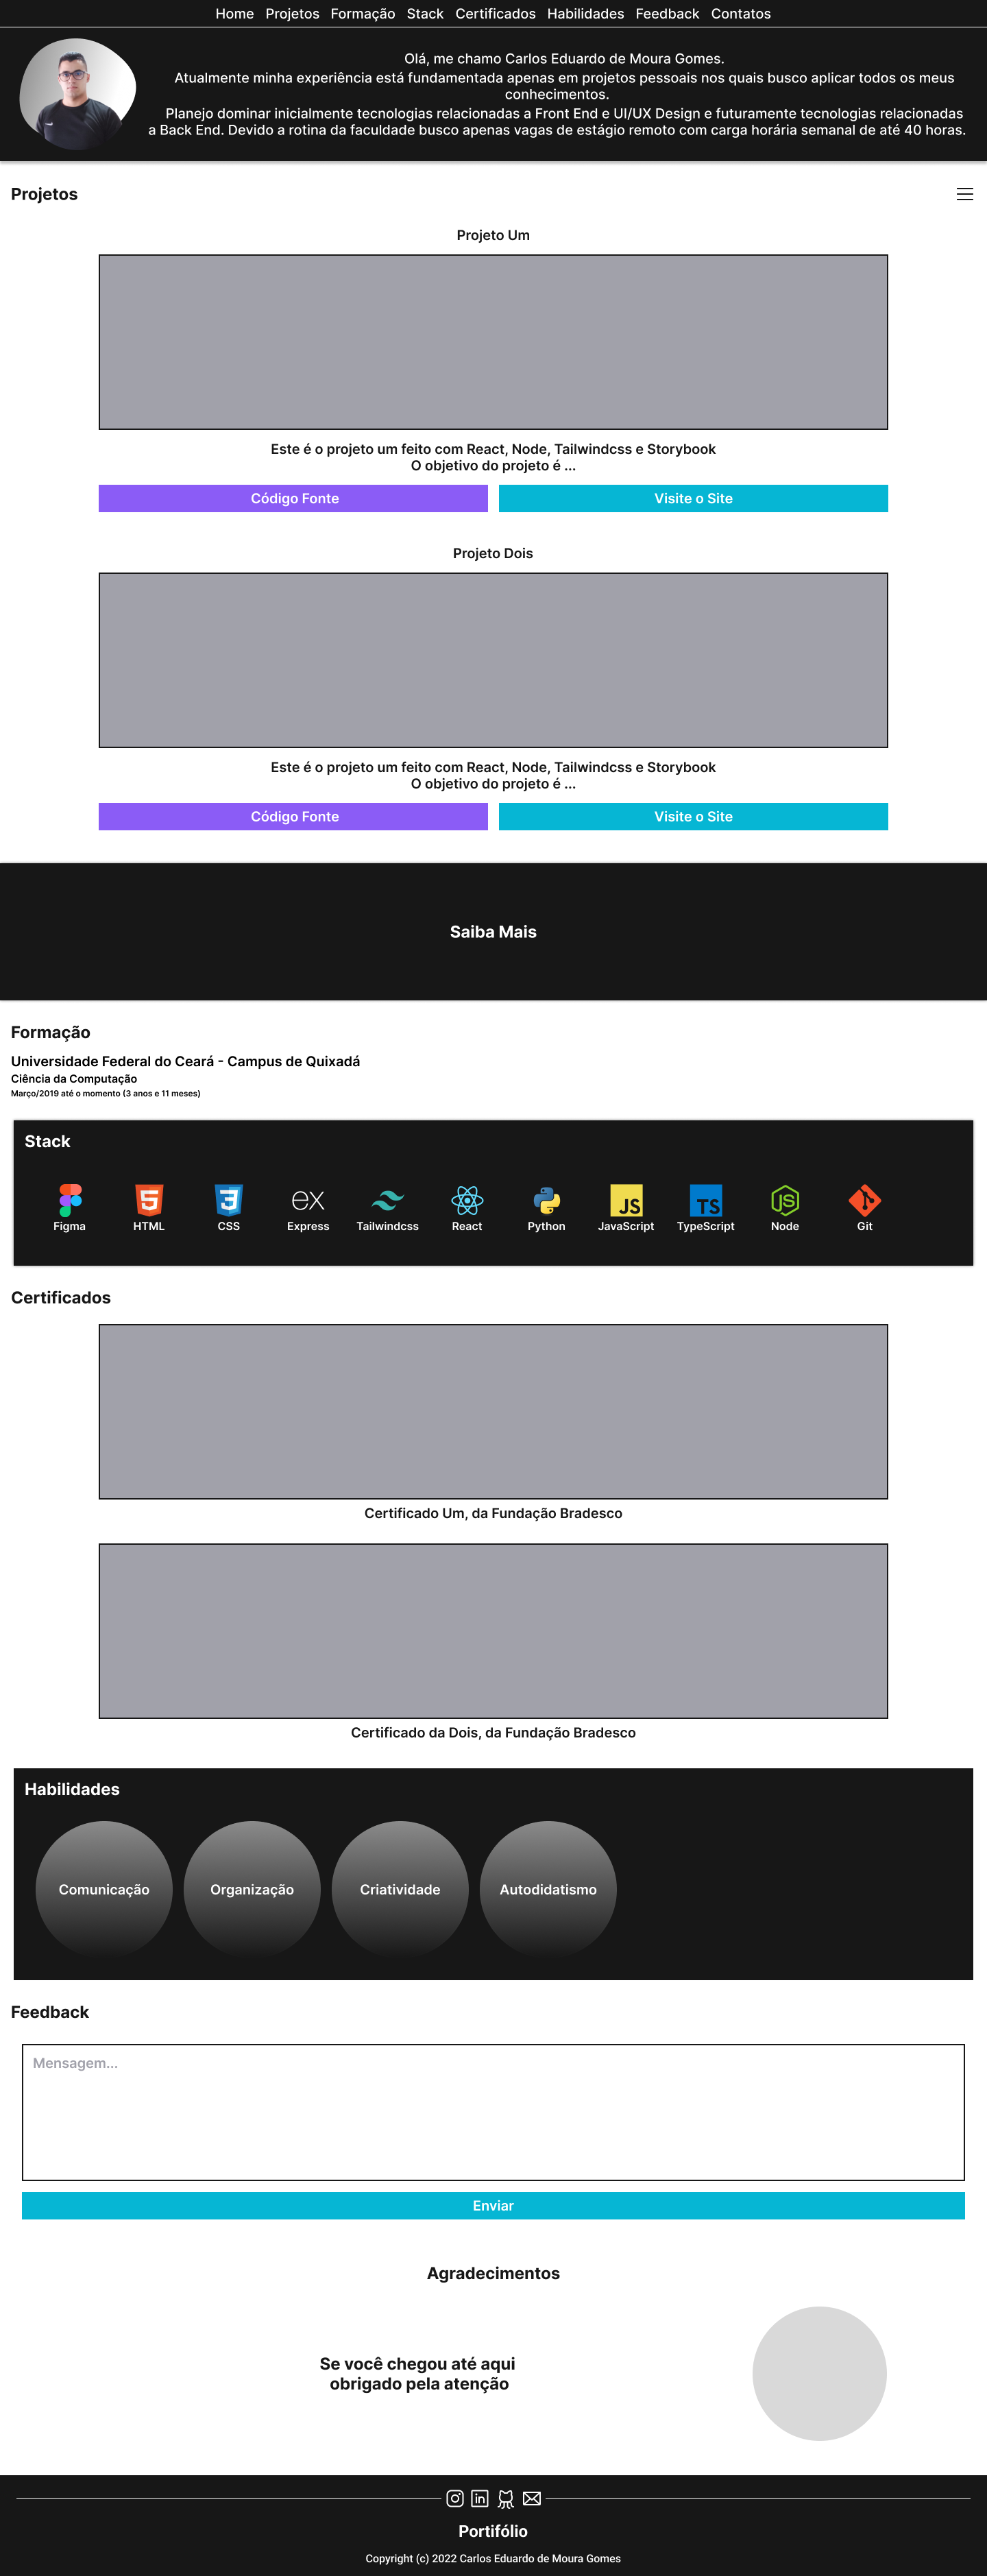 Home Projetos Formação Stack Certificados Habilidades Feedback Contatos
Olá, me chamo Carlos Eduardo de Moura Gomes.
Atualmente minha experiência está fundamentada apenas em projetos pessoais nos quais busco aplicar todos os meus
conhecimentos.
Planejo dominar inicialmente tecnologias relacionadas a Front End e UI/UX Design e futuramente tecnologias relacionadas
a Back End. Devido a rotina da faculdade busco apenas vagas de estágio remoto com carga horária semanal de até 40 horas.
Projetos
Projeto Um
Este é o projeto um feito com React, Node, Tailwindcss e Storybook
O objetivo do projeto é ...
Código Fonte Visite o Site
Projeto Dois
Este é o projeto um feito com React, Node, Tailwindcss e Storybook
O objetivo do projeto é ...
Código Fonte Visite o Site
Saiba Mais
Formação
Universidade Federal do Ceará - Campus de Quixadá
Ciência da Computação
Março/2019 até o momento (3 anos e 11 meses)
Stack
5 3 ex JS TS JS
Figma HTML CSS Express Tailwindcss React Python JavaScript TypeScript Node Git
Certificados
Certificado Um, da Fundação Bradesco
Certificado da Dois, da Fundação Bradesco
Habilidades
Comunicação Organização Criatividade Autodidatismo
Feedback
Mensagem...
Enviar
Agradecimentos
Se você chegou até aqui
obrigado pela atenção
in
Portifólio
Copyright (c) 2022 Carlos Eduardo de Moura Gomes